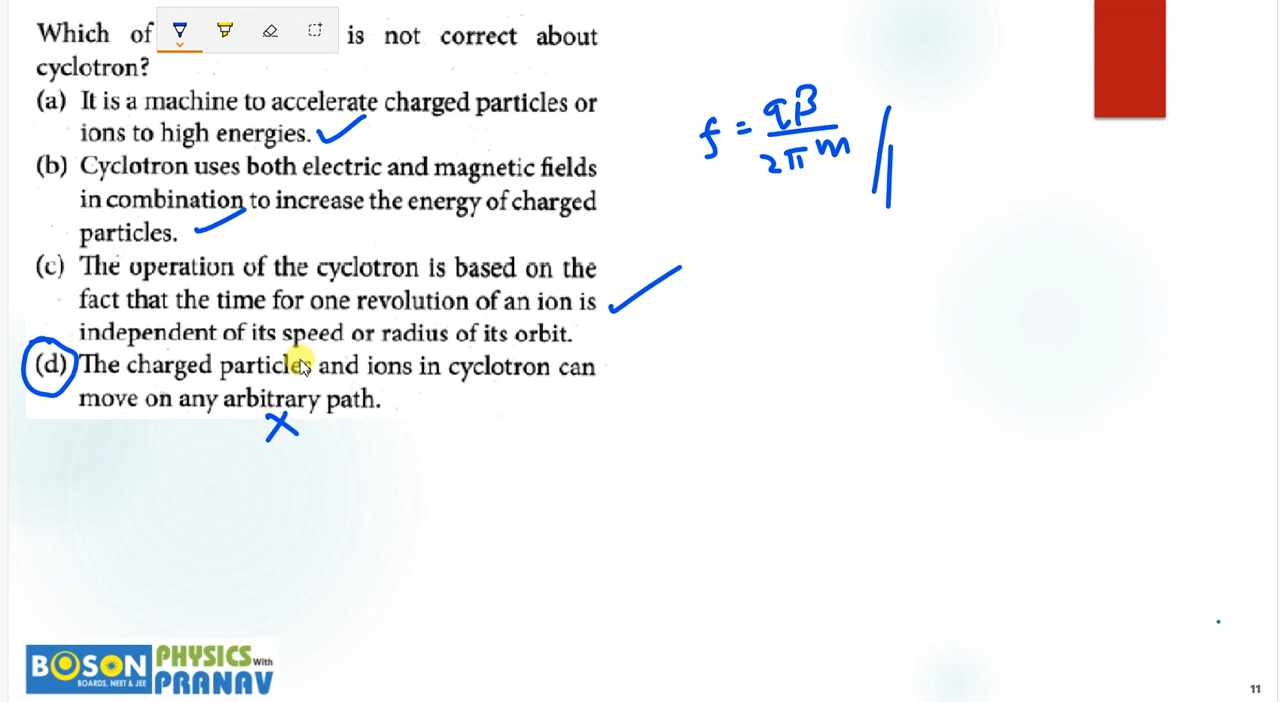 Which of is not correct about
cyclotron?
(a) It is a machine to accelerate charged particles or
ions to high energies.
(b) Cyclotron uses both electric and magnetic fields
in combination to increase the energy of charged
particles.
(c) The operation of the cyclotron is based on the
fact that the time for one revolution of an ion is
independent of its speed or radius of its orbit.
(d) The charged particles and ions in cyclotron can
move on any arbitrary path.
f = qB
2π m
BOSON
BOARDS, NEET & JEE
PHYSICS With
PRANAV
11